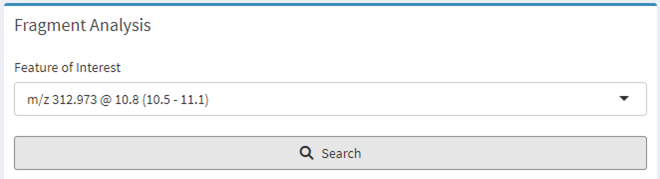 Fragment Analysis
Feature of Interest
m/z 312.973 @ 10.8 (10.5 - 11.1)
Search